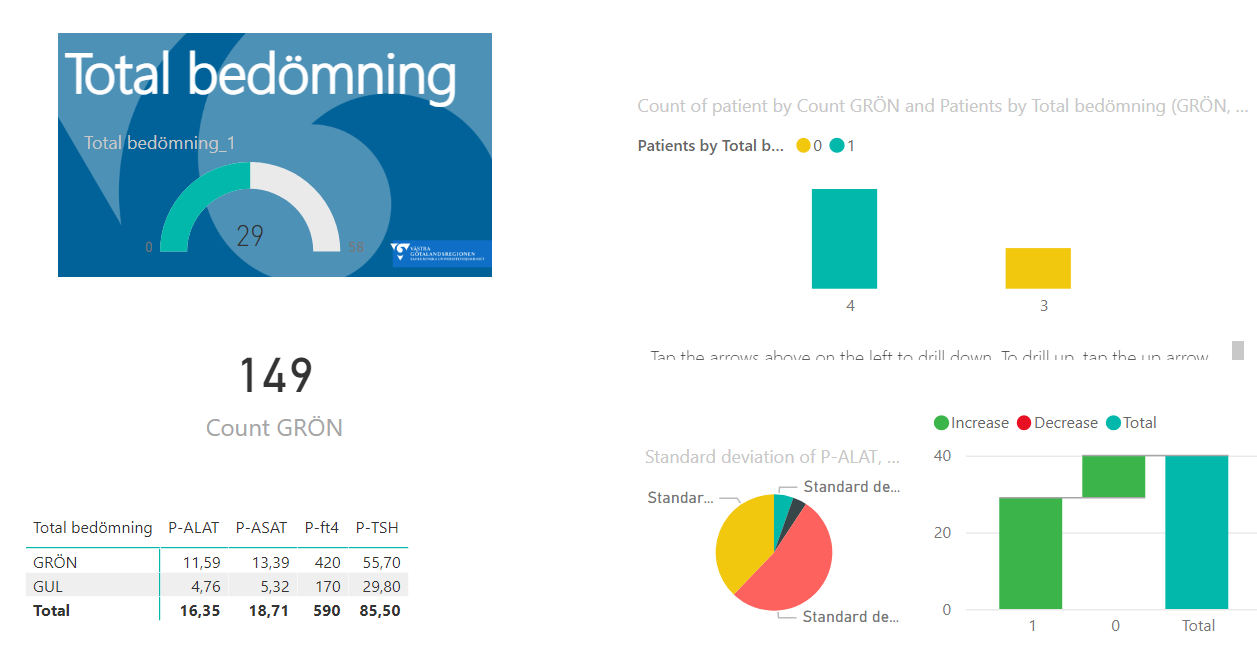 Total bedömning
Total bedömning_1
0
29
58
VÄSTRA
GÖTALANDSREGIONEN
149
Count GRÖN
Total bedömning P-ALAT P-ASAT P-ft4 P-TSH
GRÖN 11,59 13,39 420 55,70
GUL 4,76 5,32 170 29,80
Total 16,35 18,71 590 85,50
Count of patient by Count GRÖN and Patients by Total bedömning (GRÖN, ...
Patients by Total b... 0 1
4 3
Tap the arrows above on the left to drill down. To drill up, tap the up arrow
Standard deviation of P-ALAT, ...
Standar...
Standard de...
Standard de...
Increase Decrease Total
40
20
0
1 0 Total